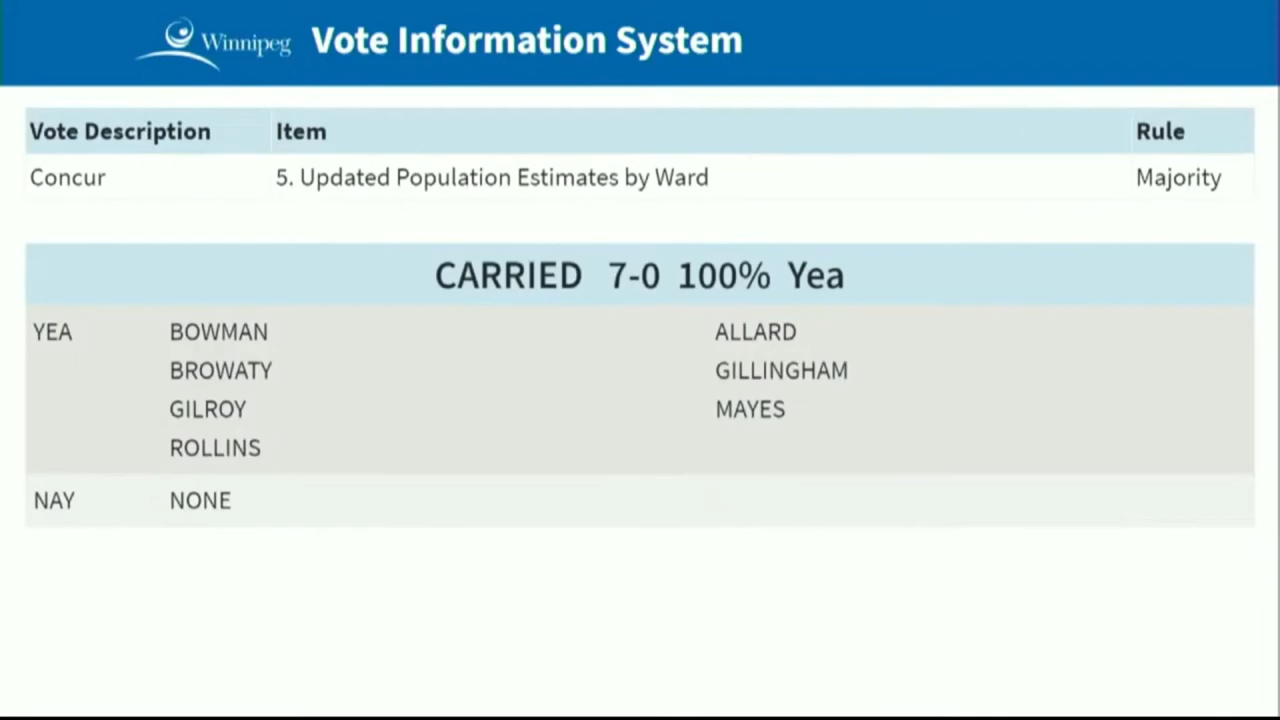 Winnipeg Vote Information System
Vote Description Item Rule
Concur 5. Updated Population Estimates by Ward Majority
CARRIED 7-0 100% Yea
YEA BOWMAN ALLARD
BROWATY GILLINGHAM
GILROY MAYES
ROLLINS
NAY NONE